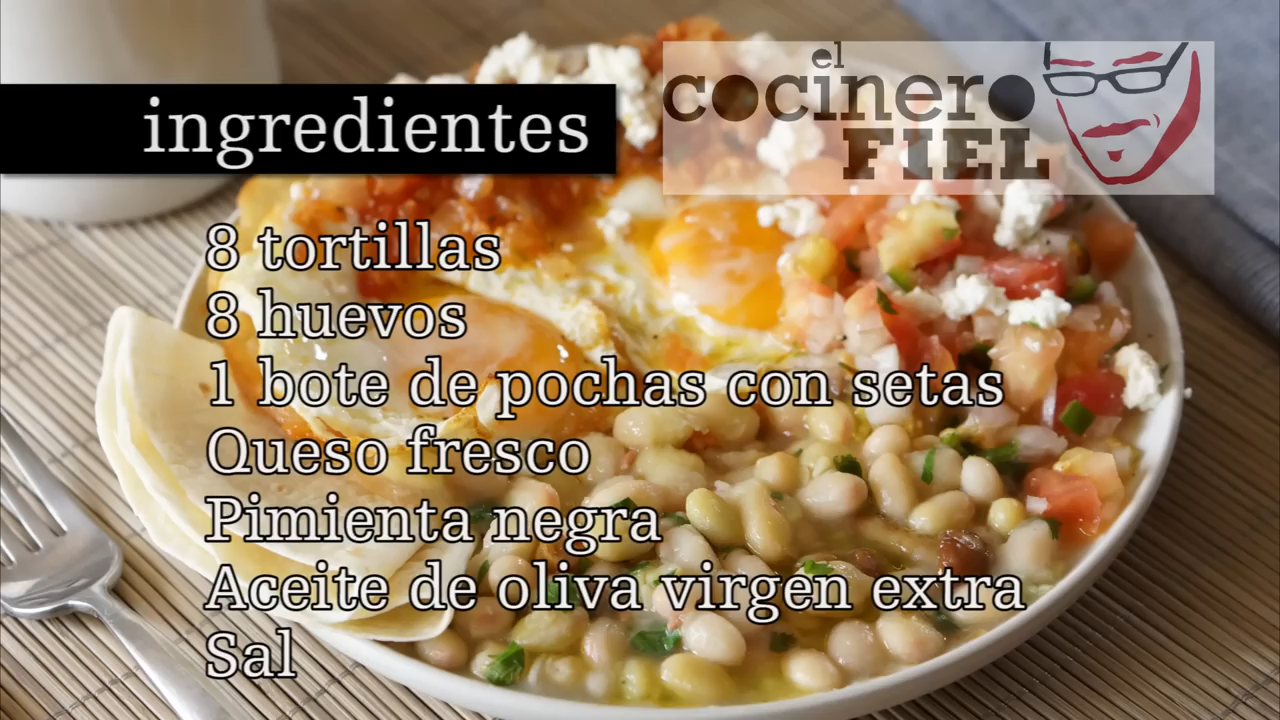 el
cocinero
FIEL
ingredientes
8 tortillas
8 huevos
1 bote de pochas con setas
Queso fresco
Pimienta negra
Aceite de oliva virgen extra
Sal